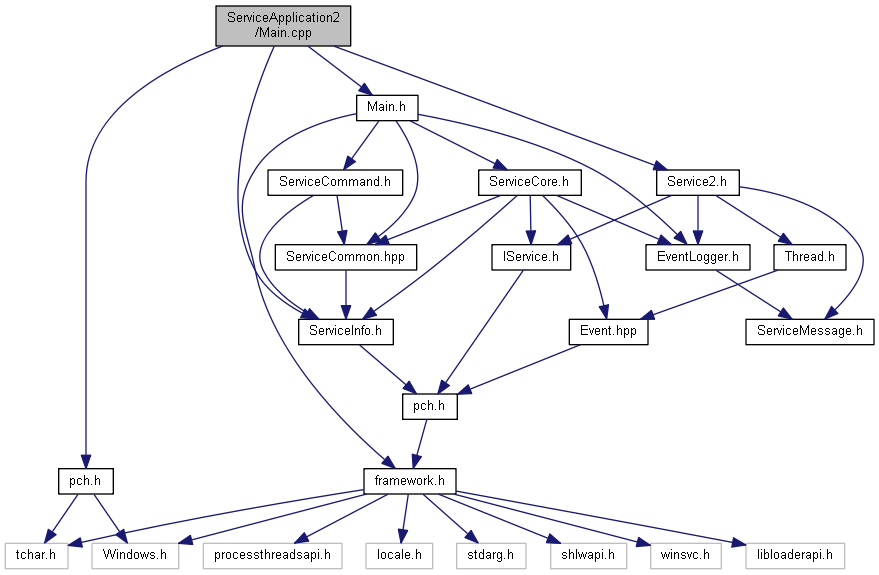 ServiceApplication2
/Main.cpp
Main.h
ServiceCommand.h
ServiceCore.h
Service2.h
ServiceCommon.hpp
IService.h
EventLogger.h
Thread.h
ServiceInfo.h
Event.hpp
ServiceMessage.h
pch.h
pch.h
framework.h
tchar.h
Windows.h
processthreadsapi.h
locale.h
stdarg.h
shlwapi.h
winsvc.h
libloaderapi.h